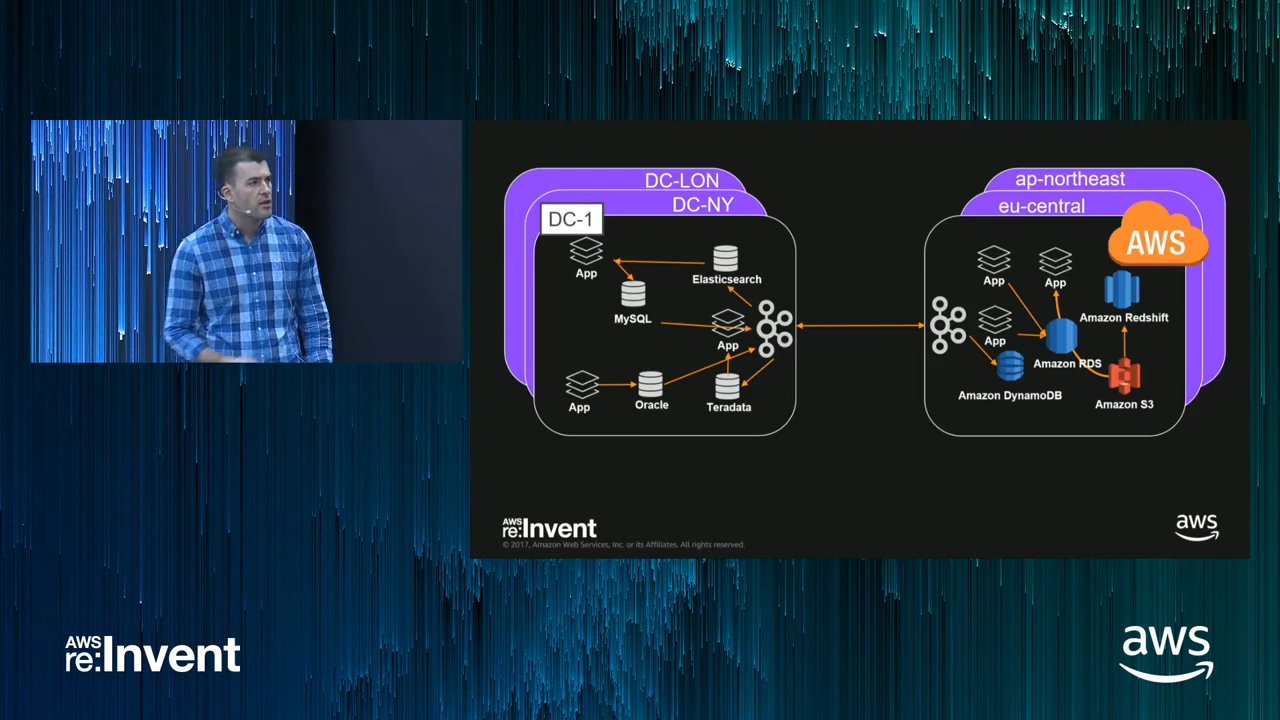 DC-LON
DC-NY
DC-1
App
Elasticsearch
MySQL
App
App
Oracle
Teradata
ap-northeast
eu-central
AWS
App
App
Amazon Redshift
App
Amazon RDS
Amazon DynamoDB
Amazon S3
AWS
re:Invent
© 2017, Amazon Web Services, Inc. or its Affiliates. All rights reserved.
aws
AWS
re:Invent
aws